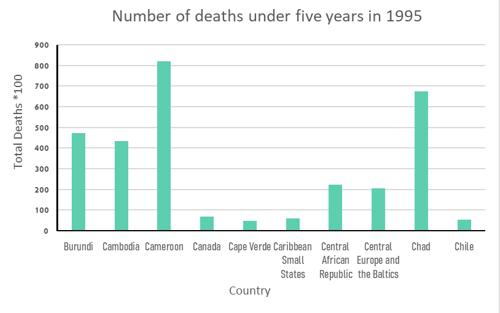 Number of deaths under five years in 1995
Total Deaths *100
900
800
700
600
500
400
300
200
100
0
Burundi Cambodia Cameroon Canada Cape Verde Caribbean Central Central Chad Chile
Small African Europe and
States Republic the Baltics
Country